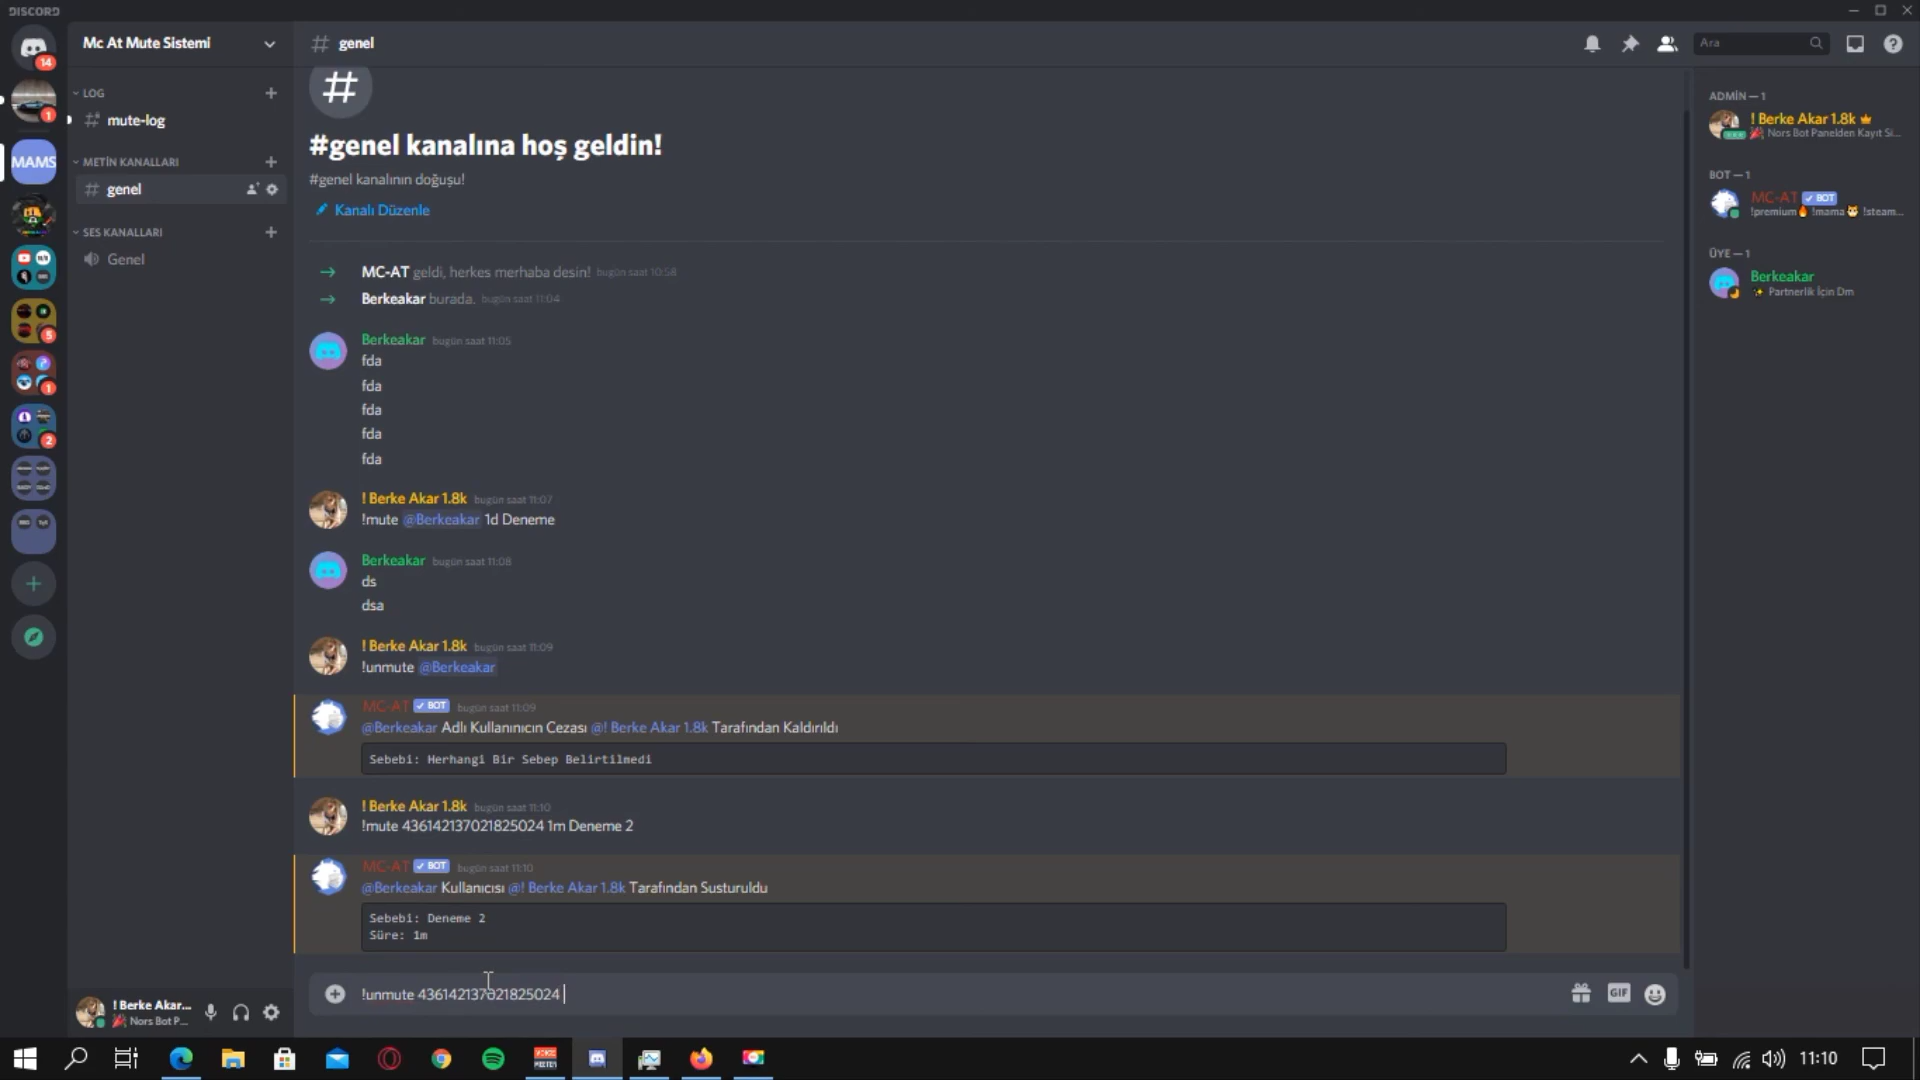 DISCORD
Mc At Mute Sistemi
genel
Ara
14
1
MAMS
5
1
2
LOG
mute-log
METİN KANALLARI
genel
SES KANALLARI
Genel
#genel kanalına hoş geldin!
#genel kanalının doğuşu!
Kanalı Düzenle
MC-AT geldi, herkes merhaba desin! bugün saat 10:58
Berkeakar burada. bugün saat 11:04
Berkeakar bugün saat 11:05
fda
fda
fda
fda
fda
! Berke Akar 1.8k bugün saat 11:07
!mute @Berkeakar 1d Deneme
Berkeakar bugün saat 11:08
ds
dsa
! Berke Akar 1.8k bugün saat 11:09
!unmute @Berkeakar
MC-AT BOT bugün saat 11:09
@Berkeakar Adlı Kullanınıcın Cezası @! Berke Akar 1.8k Tarafından Kaldırıldı
Sebebi: Herhangi Bir Sebep Belirtilmedi
! Berke Akar 1.8k bugün saat 11:10
!mute 436142137021825024 1m Deneme 2
MC-AT BOT bugün saat 11:10
@Berkeakar Kullanıcısı @! Berke Akar 1.8k Tarafından Susturuldu
Sebebi: Deneme 2
Süre: 1m
!unmute 436142137021825024
GIF
ADMİN — 1
! Berke Akar 1.8k
Nors Bot Panelden Kayıt Si...
BOT — 1
MC-AT BOT
!premium !mama !steam...
ÜYE — 1
Berkeakar
Partnerlik İçin Dm
! Berke Akar...
Nors Bot P...
11:10